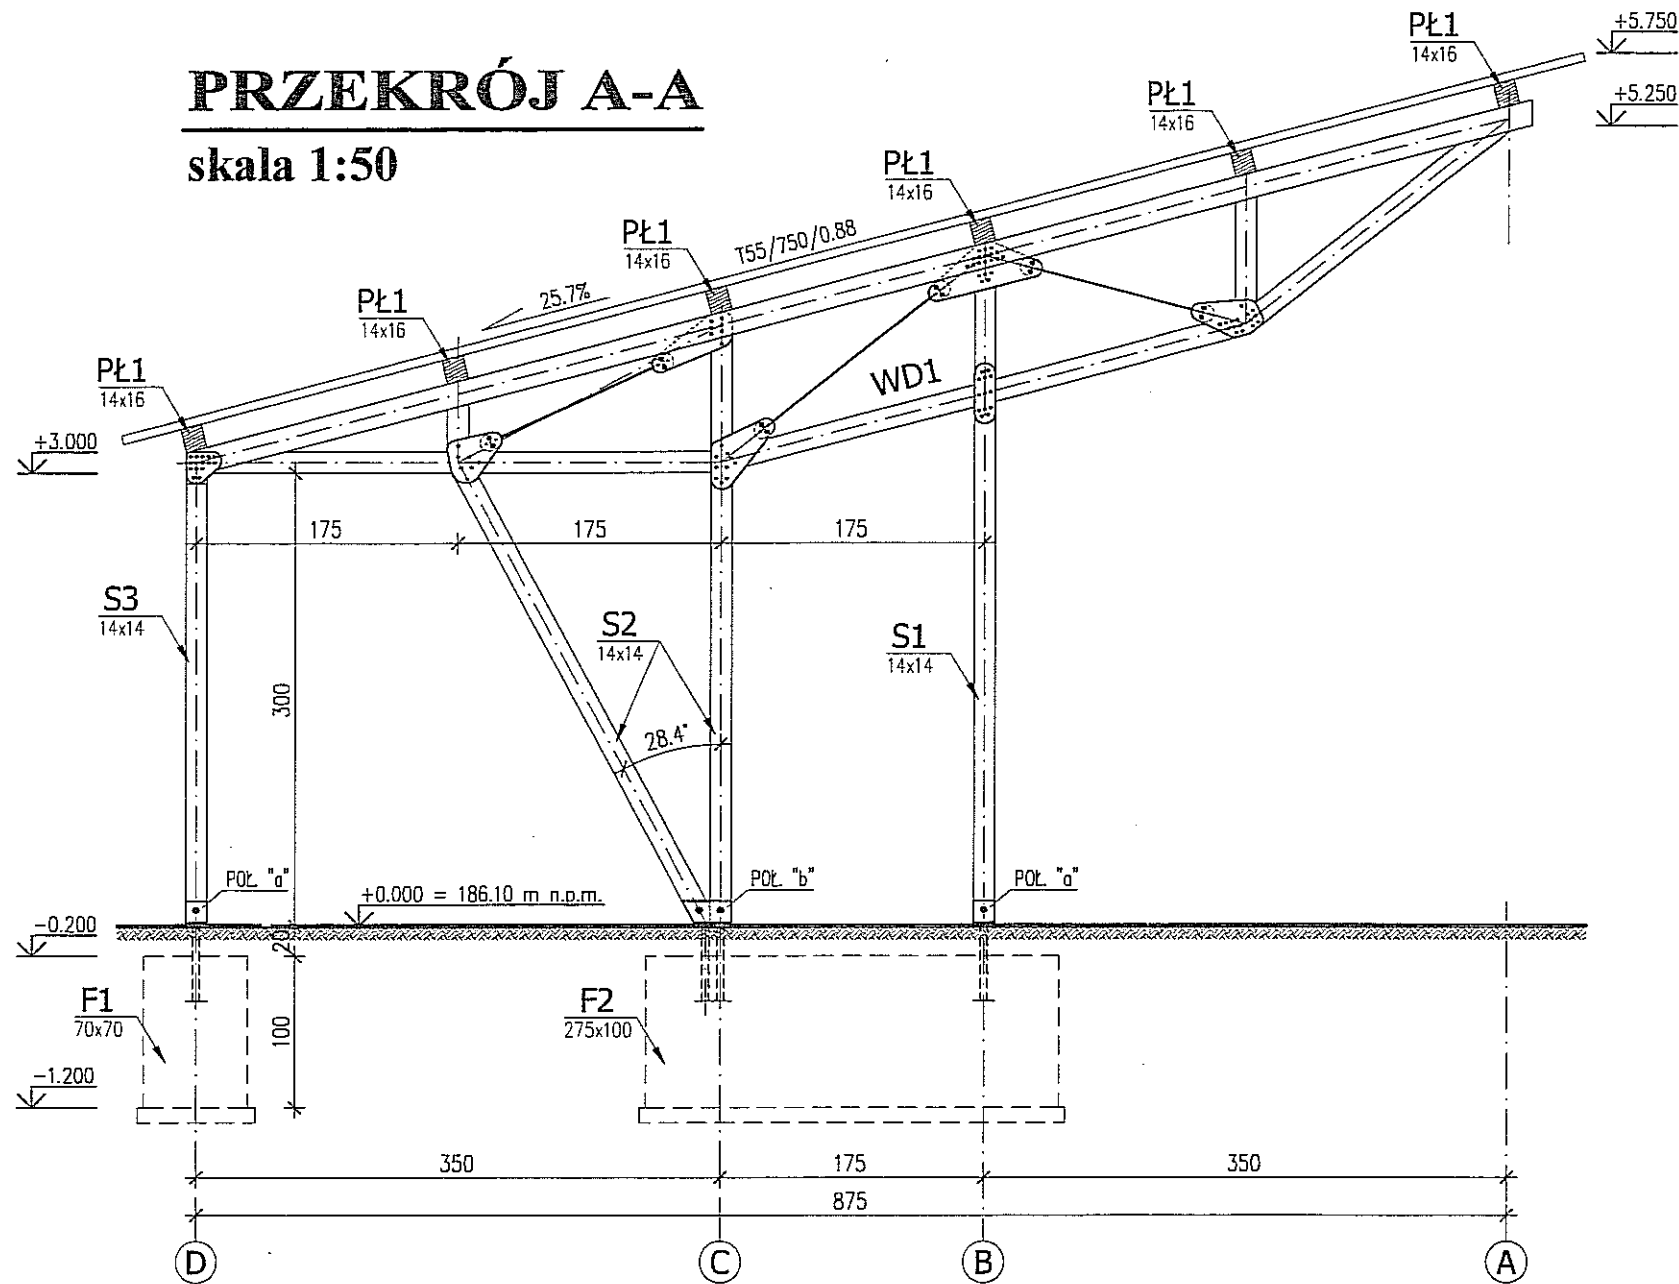 PRZEKRÓJ A-A
skala 1:50
PŁ1
14x16
+5.750
+5.250
PŁ1
14x16
PŁ1
14x16
PŁ1
14x16
T55/750/0.88
25.7%
PŁ1
14x16
PŁ1
14x16
WD1
+3.000
175
175
175
S3
14x14
S2
14x14
S1
14x14
300
28.4°
POŁ. "a"
+0.000 = 186.10 m n.p.m.
POŁ. "b"
POŁ. "a"
-0.200
20
F1
70x70
100
F2
275x100
-1.200
350
175
350
875
D
C
B
A